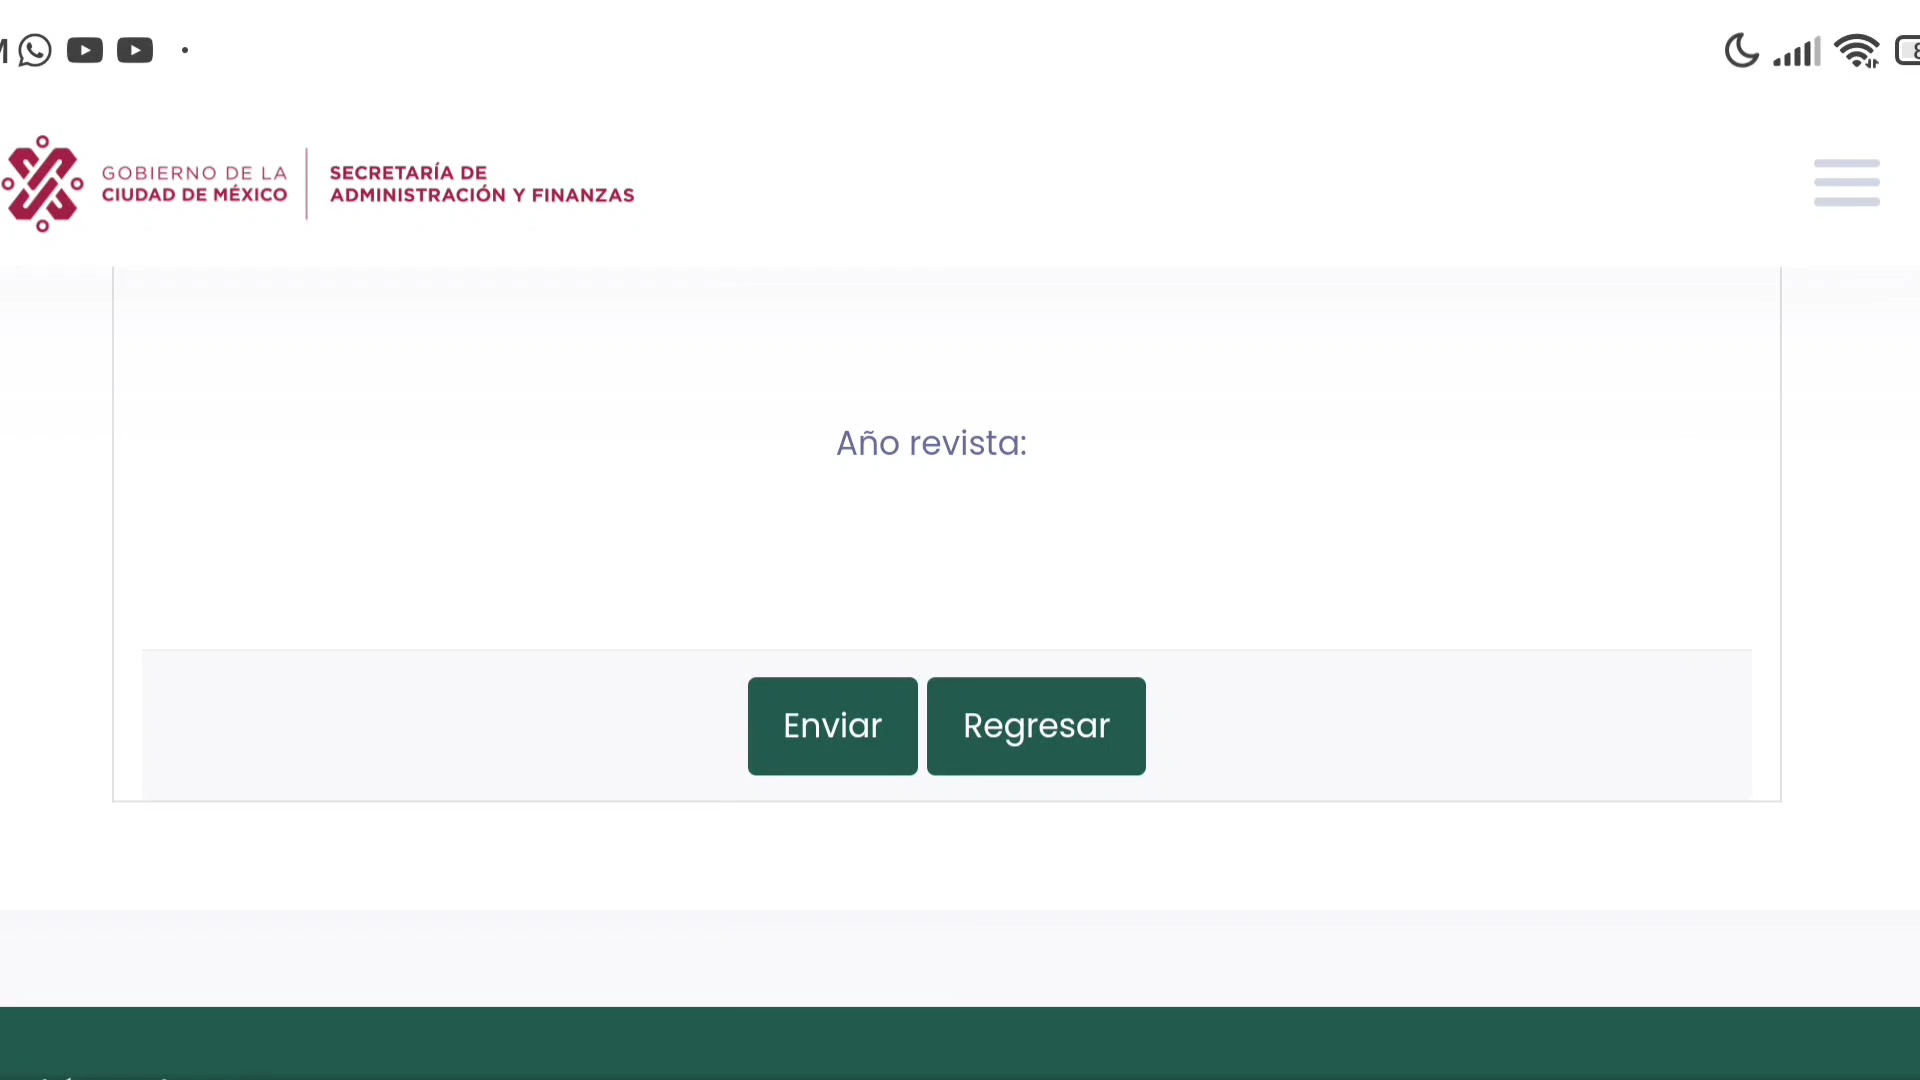 GOBIERNO DE LA
CIUDAD DE MÉXICO
SECRETARÍA DE
ADMINISTRACIÓN Y FINANZAS
Año revista:
Enviar
Regresar